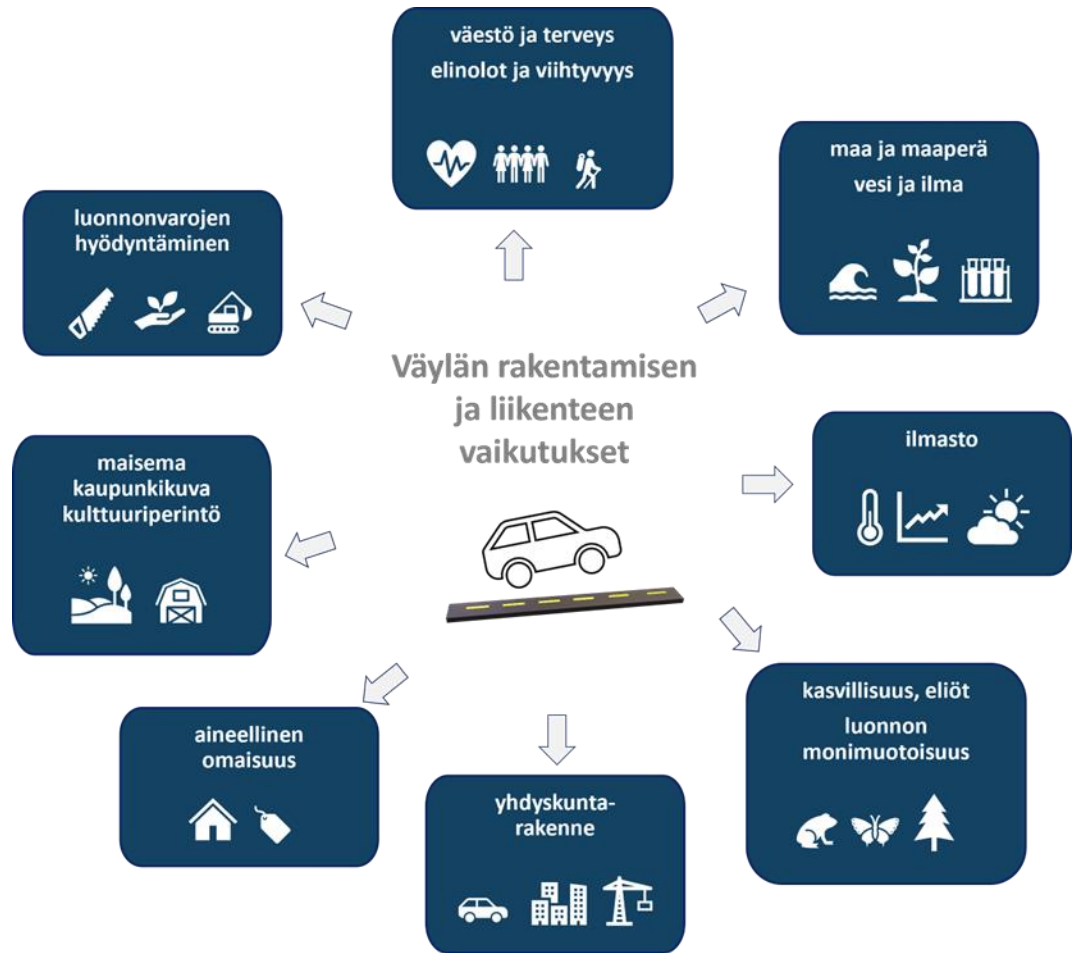 väestö ja terveys
elinolot ja viihtyvyys
maa ja maaperä
vesi ja ilma
luonnonvarojen
hyödyntäminen
Väylän rakentamisen
ja liikenteen
vaikutukset
ilmasto
maisema
kaupunkikuva
kulttuuriperintö
kasvillisuus, eliöt
luonnon
monimuotoisuus
aineellinen
omaisuus
yhdyskunta-
rakenne